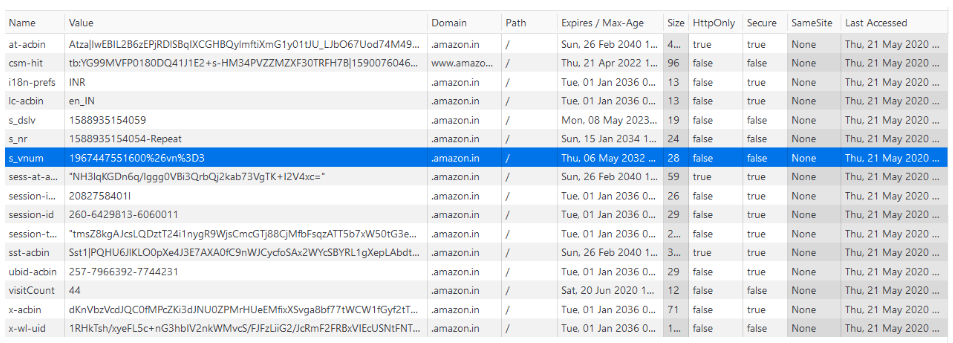 Name Value Domain Path Expires / Max-Age Size HttpOnly Secure SameSite Last Accessed
at-acbin Atza|IwEBIL2B6zEPjRDlSBqIXCGHBQylmftiXmG1y01tJU_LJbO67Uod74M49... .amazon.in / Sun, 26 Feb 2040 1... 4... true true None Thu, 21 May 2020 ...
csm-hit tb:YG99MVFP0180DQ41J1E2+s-HM34PVZZMZXF30TRFH7B|1590076046... www.amazo... / Thu, 21 Apr 2022 1... 96 false false None Thu, 21 May 2020 ...
i18n-prefs INR .amazon.in / Tue, 01 Jan 2036 0... 13 false false None Thu, 21 May 2020 ...
lc-acbin en_IN .amazon.in / Tue, 01 Jan 2036 0... 13 false false None Thu, 21 May 2020 ...
s_dslv 1588935154059 .amazon.in / Mon, 08 May 2023... 19 false false None Thu, 21 May 2020 ...
s_nr 1588935154054-Repeat .amazon.in / Sun, 15 Jan 2034 1... 24 false false None Thu, 21 May 2020 ...
s_vnum 1967447551600%26vn%3D3 .amazon.in / Thu, 06 May 2032 ... 28 false false None Thu, 21 May 2020 ...
sess-at-a... "NH3IqKGDn6q/Iggg0VBi3QrbQj2kab73VgTK+I2V4xc=" .amazon.in / Sun, 26 Feb 2040 1... 59 true true None Thu, 21 May 2020 ...
session-i... 2082758401l .amazon.in / Tue, 01 Jan 2036 0... 26 false false None Thu, 21 May 2020 ...
session-id 260-6429813-6060011 .amazon.in / Tue, 01 Jan 2036 0... 29 false true None Thu, 21 May 2020 ...
session-t... "tmsZ8kgAJcsLQDztT24i1nygR9WjsCmcGTj88CjMfbFsqzATT5b7xW50tG3e... .amazon.in / Tue, 01 Jan 2036 0... 2... false true None Thu, 21 May 2020 ...
sst-acbin Sst1|PQHU6JIKLO0pXe4J3E7AXA0fC9nWJCycfoSAx2WYcSBYRL1gXepLAbdt... .amazon.in / Sun, 26 Feb 2040 1... 3... true true None Thu, 21 May 2020 ...
ubid-acbin 257-7966392-7744231 .amazon.in / Tue, 01 Jan 2036 0... 29 false true None Thu, 21 May 2020 ...
visitCount 44 .amazon.in / Sat, 20 Jun 2020 1... 12 false false None Thu, 21 May 2020 ...
x-acbin dKnVbzVcdJQC0fMPcZKi3dJNU0ZPMrHUeEMfixXSvga8bf77tWCW1fGyf2tT... .amazon.in / Tue, 01 Jan 2036 0... 71 false true None Thu, 21 May 2020 ...
x-wl-uid 1RHkTsh/xyeFL5c+nG3hbIV2nkWMvcS/FJFzLiiG2/JcRmF2FRBxVIEcUSNtFNT... .amazon.in / Tue, 01 Jan 2036 0... 1... false false None Thu, 21 May 2020 ...